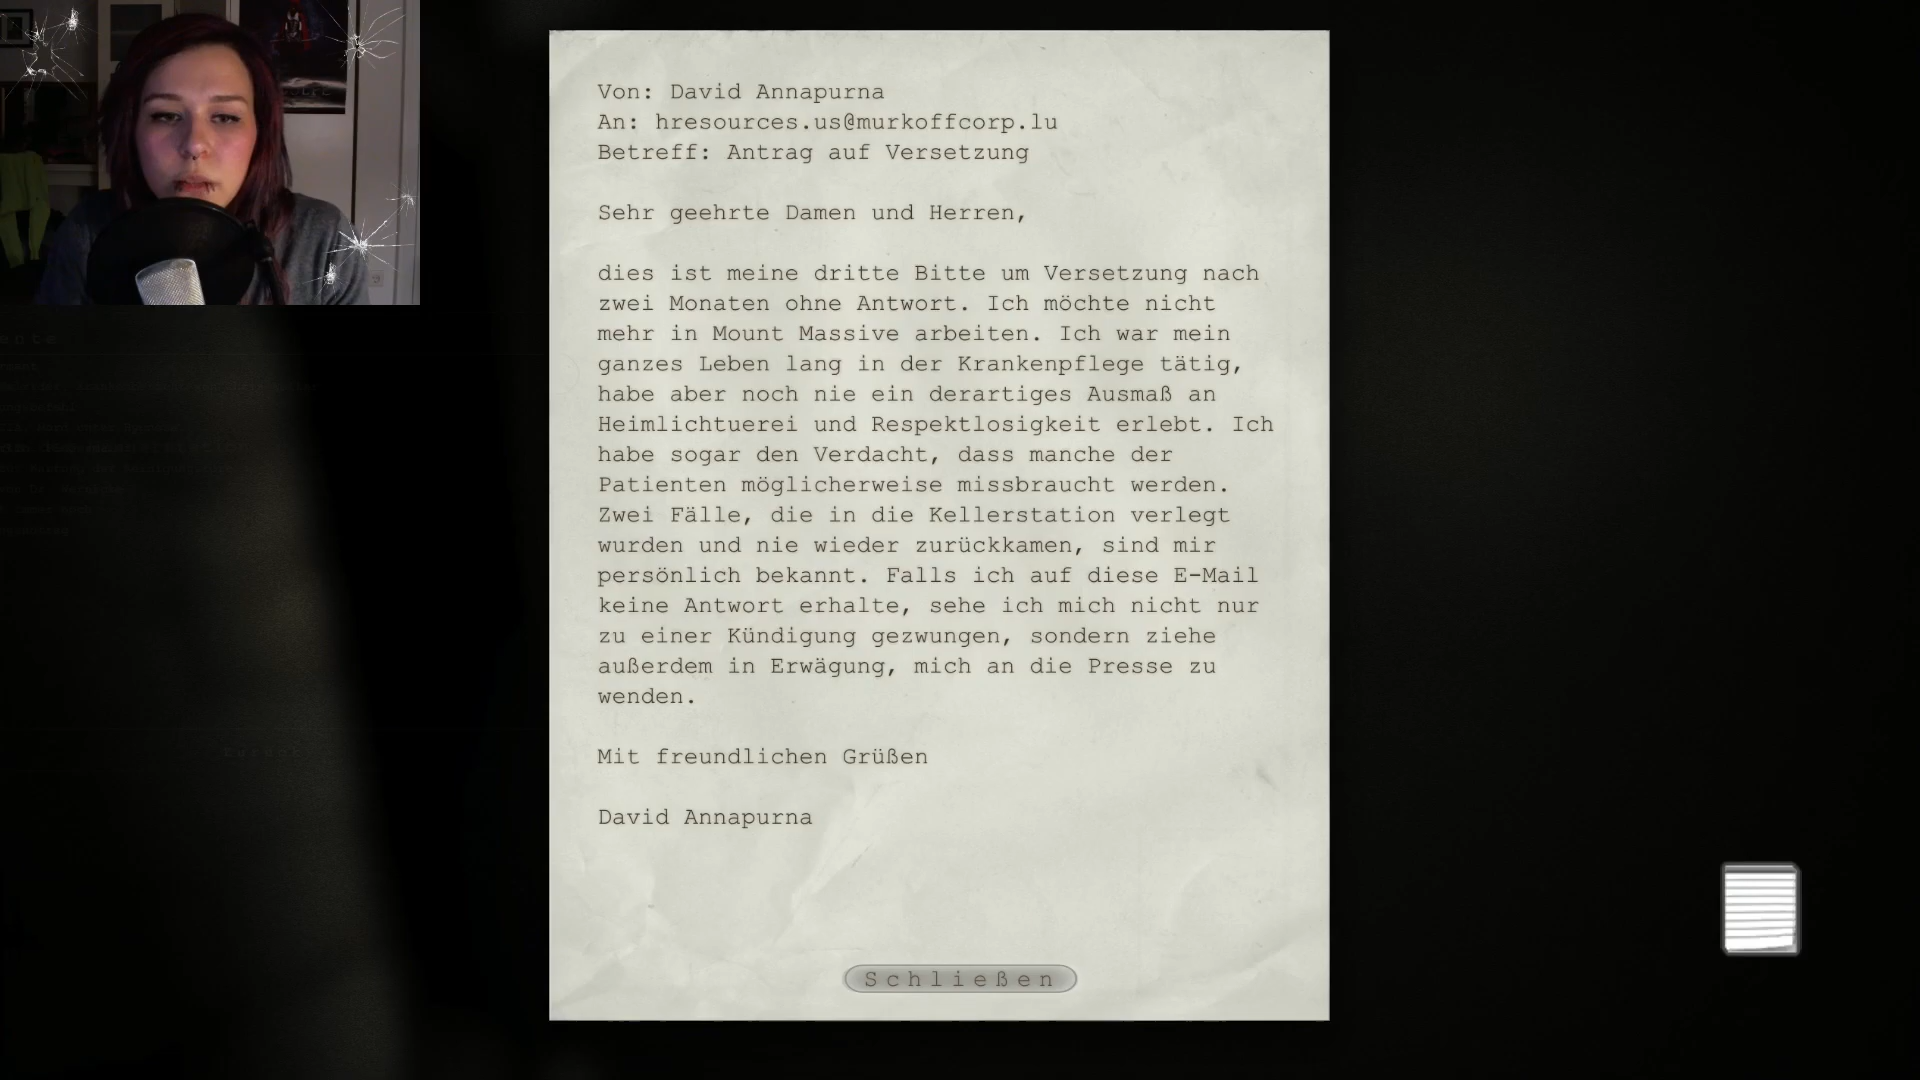 Von: David Annapurna
An: hresources.us@murkoffcorp.lu
Betreff: Antrag auf Versetzung
Sehr geehrte Damen und Herren,
dies ist meine dritte Bitte um Versetzung nach
zwei Monaten ohne Antwort. Ich möchte nicht
mehr in Mount Massive arbeiten. Ich war mein
ganzes Leben lang in der Krankenpflege tätig,
habe aber noch nie ein derartiges Ausmaß an
Heimlichtuerei und Respektlosigkeit erlebt. Ich
habe sogar den Verdacht, dass manche der
Patienten möglicherweise missbraucht werden.
Zwei Fälle, die in die Kellerstation verlegt
wurden und nie wieder zurückkamen, sind mir
persönlich bekannt. Falls ich auf diese E-Mail
keine Antwort erhalte, sehe ich mich nicht nur
zu einer Kündigung gezwungen, sondern ziehe
außerdem in Erwägung, mich an die Presse zu
wenden.
Mit freundlichen Grüßen
David Annapurna
Schließen